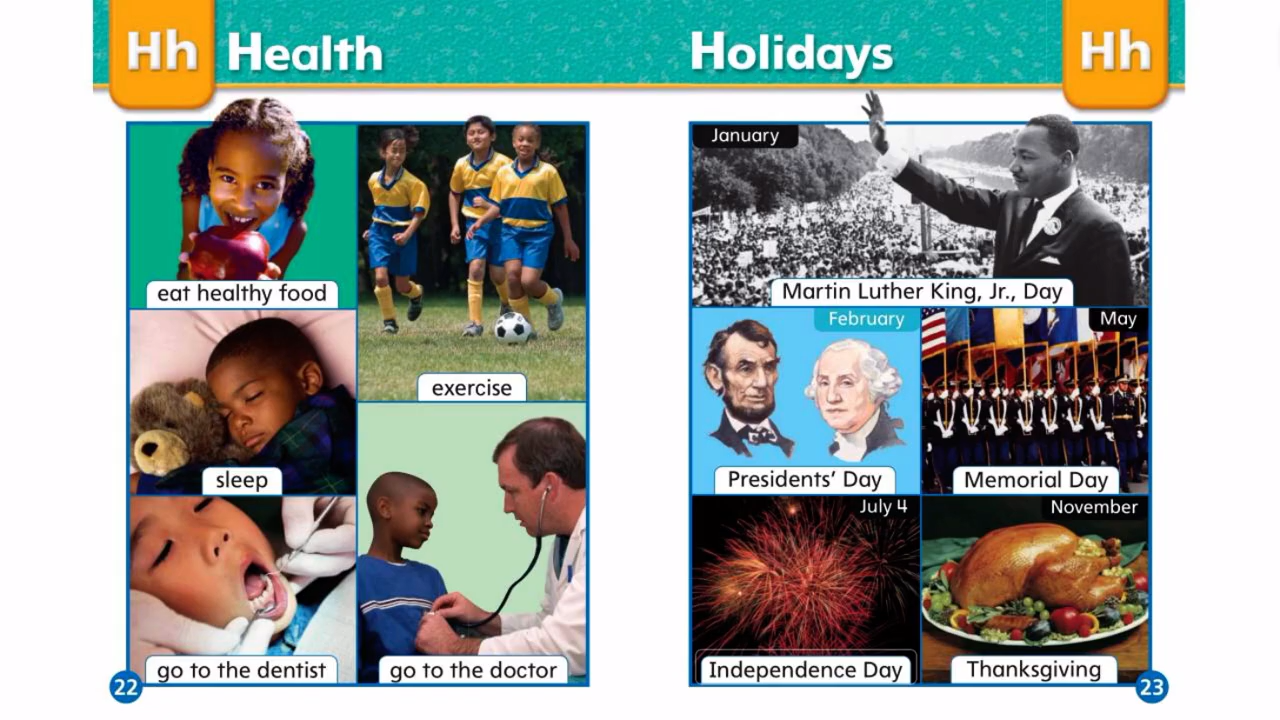 Hh Health
eat healthy food
exercise
sleep
go to the dentist
go to the doctor
22
Holidays Hh
January
Martin Luther King, Jr., Day
February
Presidents’ Day
May
Memorial Day
July 4
Independence Day
November
Thanksgiving
23